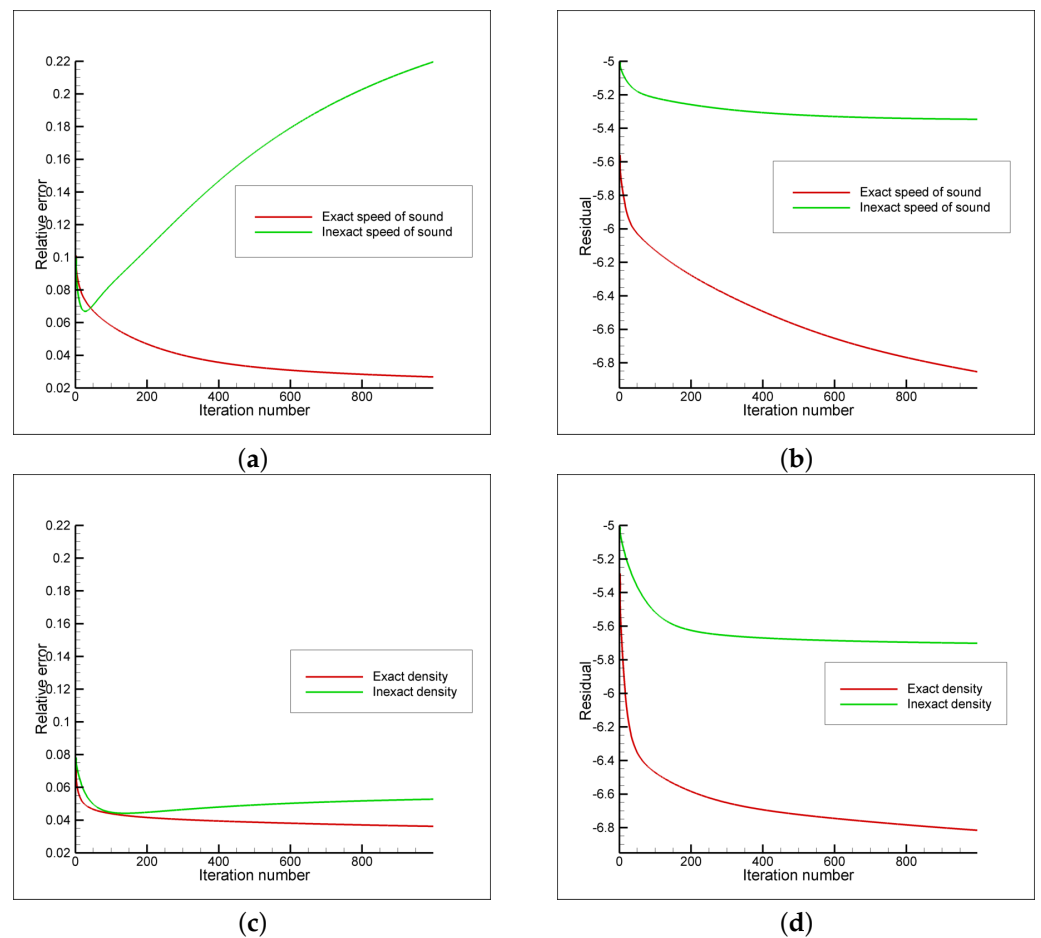 0.22
0.2
0.18
0.16
0.14
0.12
0.1
0.08
0.06
0.04
0.02
Relative error
0 200 400 600 800
Iteration number
Exact speed of sound
Inexact speed of sound
(a)
-5
-5.2
-5.4
-5.6
-5.8
-6
-6.2
-6.4
-6.6
-6.8
Residual
0 200 400 600 800
Iteration number
Exact speed of sound
Inexact speed of sound
(b)
0.22
0.2
0.18
0.16
0.14
0.12
0.1
0.08
0.06
0.04
0.02
Relative error
0 200 400 600 800
Iteration number
Exact density
Inexact density
(c)
-5
-5.2
-5.4
-5.6
-5.8
-6
-6.2
-6.4
-6.6
-6.8
Residual
0 200 400 600 800
Iteration number
Exact density
Inexact density
(d)